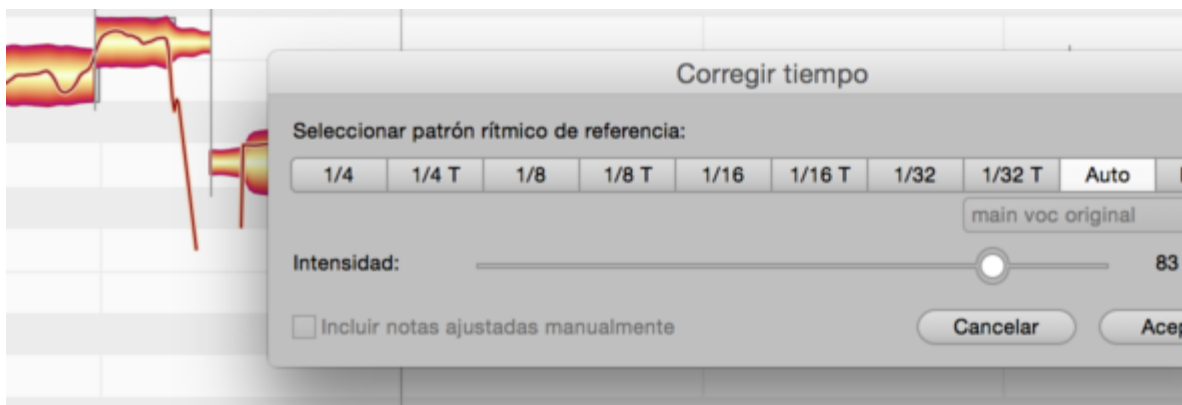 Corregir tiempo
Seleccionar patrón rítmico de referencia:
1/4 1/4 T 1/8 1/8 T 1/16 1/16 T 1/32 1/32 T Auto
main voc original
Intensidad: 83
Incluir notas ajustadas manualmente Cancelar